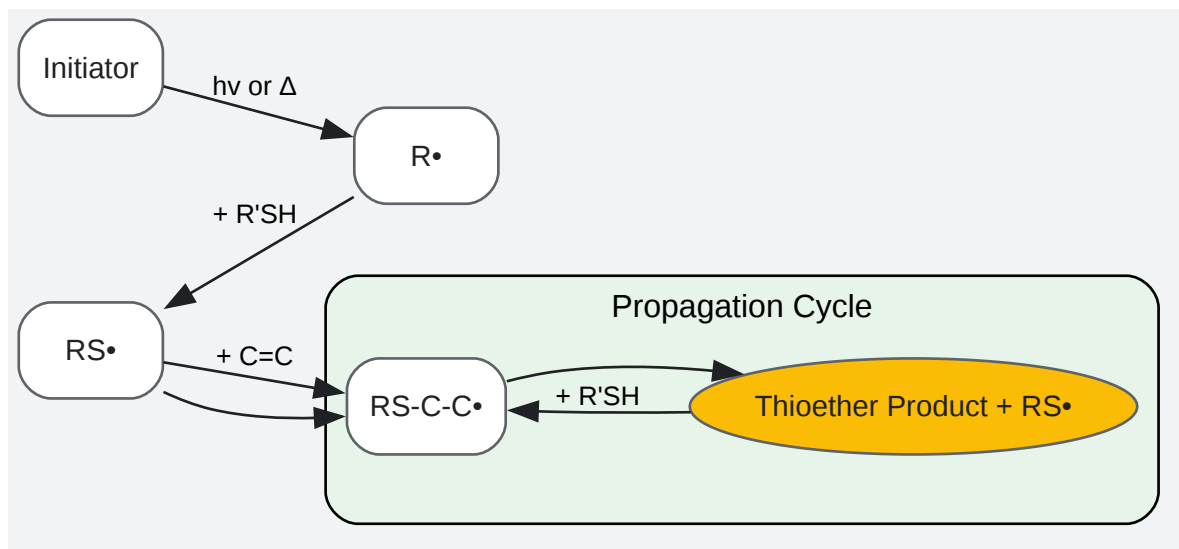 Initiator
hv or Δ
R•
+ R'SH
Propagation Cycle
RS•
+ C=C
RS-C-C•
+ R'SH
Thioether Product + RS•